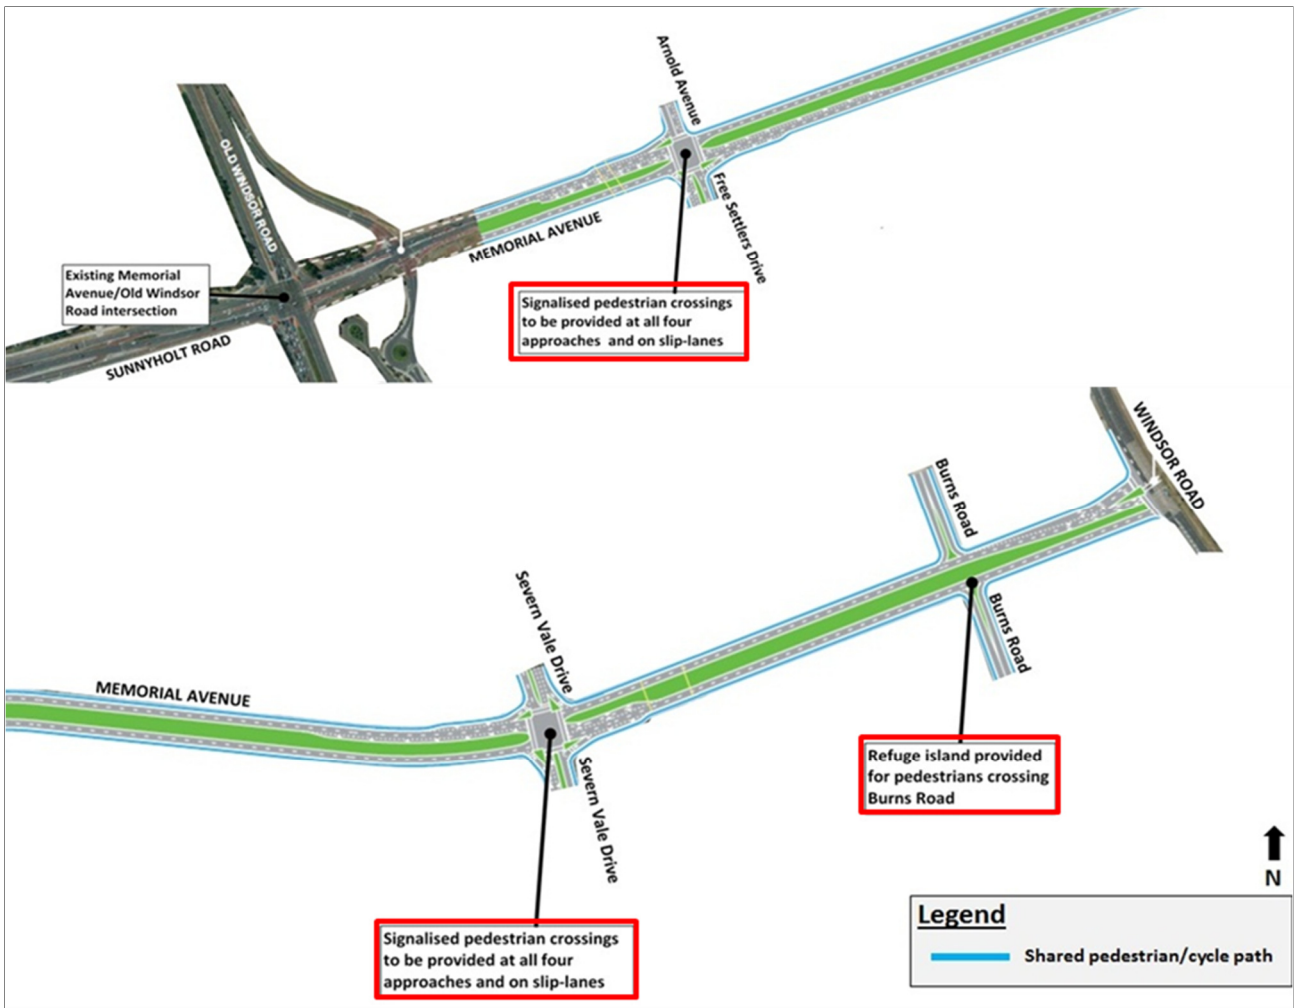 Arnold Avenue
OLD WINDSOR ROAD
Free Settlers Drive
MEMORIAL AVENUE
Existing Memorial
Avenue/Old Windsor
Road intersection
Signalised pedestrian crossings
to be provided at all four
approaches and on slip-lanes
SUNNYHOLT ROAD
WINDSOR ROAD
Burns Road
Severn Vale Drive
Burns Road
MEMORIAL AVENUE
Severn Vale Drive
Refuge island provided
for pedestrians crossing
Burns Road
N
Signalised pedestrian crossings
to be provided at all four
approaches and on slip-lanes
Legend
Shared pedestrian/cycle path